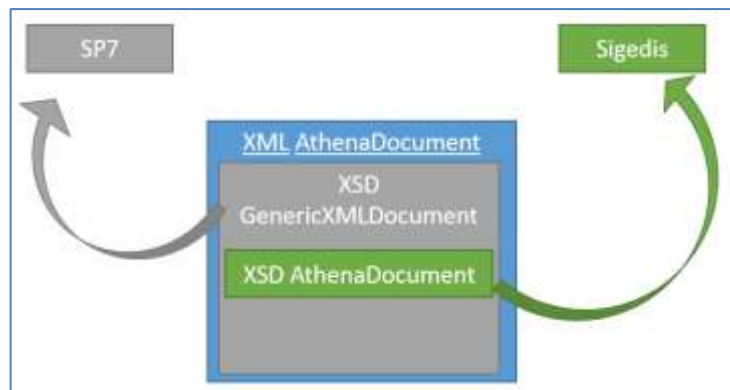 SP7
Sigedis
XML AthenaDocument
XSD
GenericXMLDocument
XSD AthenaDocument